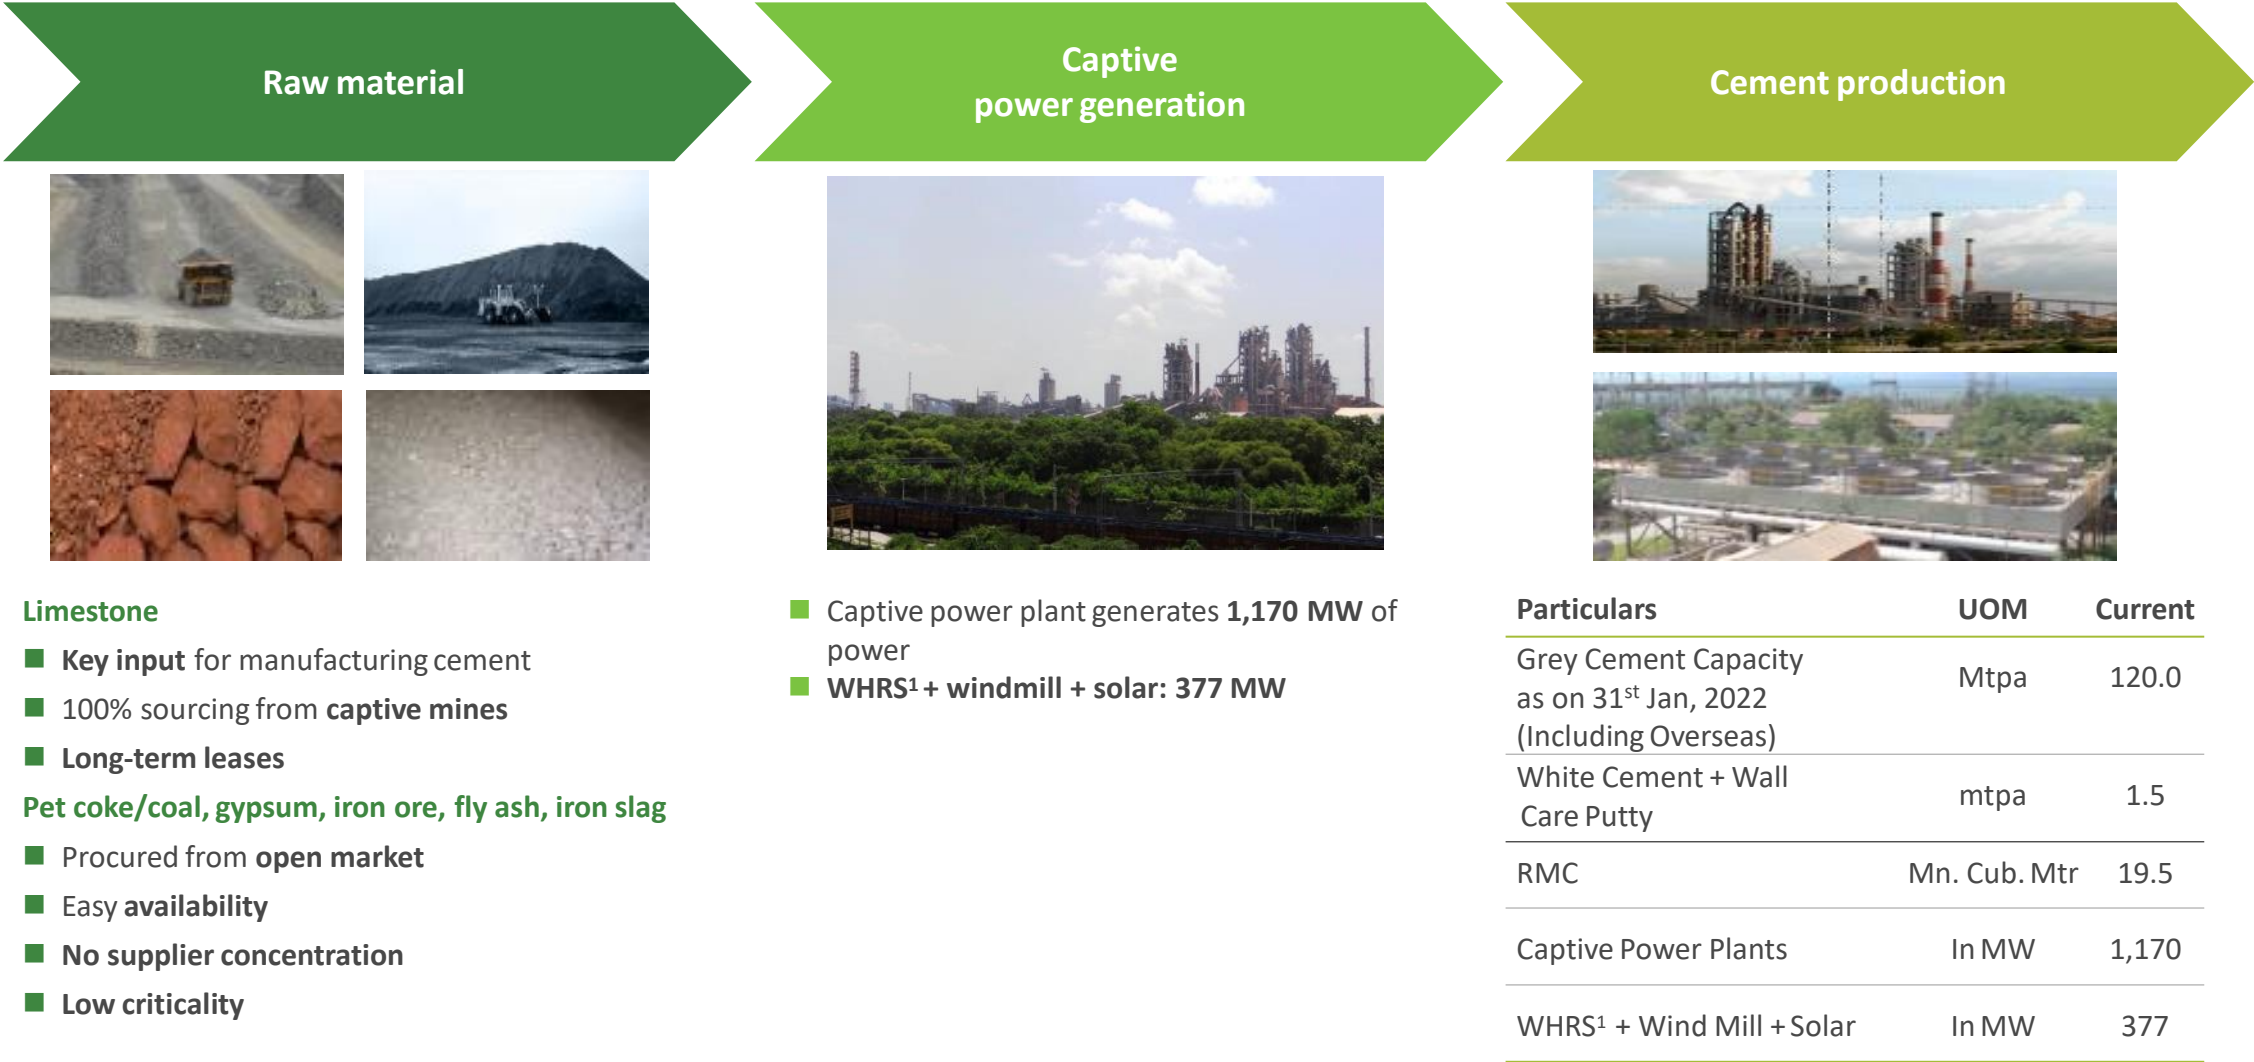 Raw material
Captive
power generation
Cement production
Limestone
Key input for manufacturing cement
100% sourcing from captive mines
Long-term leases
Pet coke/coal, gypsum, iron ore, fly ash, iron slag
Procured from open market
Easy availability
No supplier concentration
Low criticality
Captive power plant generates 1,170 MW of
power
WHRS¹ + windmill + solar: 377 MW
Particulars UOM Current
Grey Cement Capacity
as on 31st Jan, 2022
(Including Overseas) Mtpa 120.0
White Cement + Wall
Care Putty mtpa 1.5
RMC Mn. Cub. Mtr 19.5
Captive Power Plants In MW 1,170
WHRS¹ + Wind Mill + Solar In MW 377